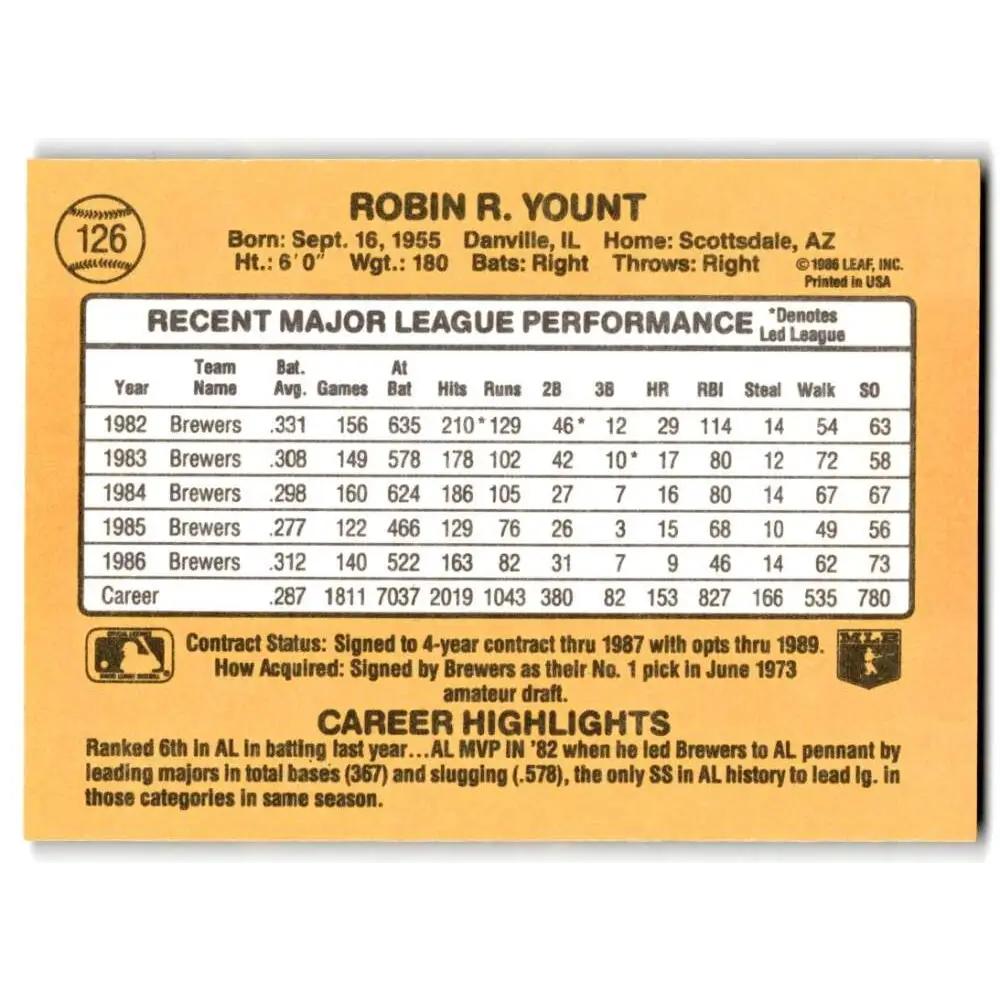 126
ROBIN R. YOUNT
Born: Sept. 16, 1955 Danville, IL Home: Scottsdale, AZ
Ht.: 6'0" Wgt.: 180 Bats: Right Throws: Right ©1986 LEAF, INC.
Printed in USA
RECENT MAJOR LEAGUE PERFORMANCE *Denotes
Led League
Year Team Name Bat. Avg. Games At Bat Hits Runs 2B 3B HR RBI Steal Walk SO
1982 Brewers .331 156 635 210* 129 46* 12 29 114 14 54 63
1983 Brewers .308 149 578 178 102 42 10* 17 80 12 72 58
1984 Brewers .298 160 624 186 105 27 7 16 80 14 67 67
1985 Brewers .277 122 466 129 76 26 3 15 68 10 49 56
1986 Brewers .312 140 522 163 82 31 7 9 46 14 62 73
Career .287 1811 7037 2019 1043 380 82 153 827 166 535 780
Contract Status: Signed to 4-year contract thru 1987 with opts thru 1989.
How Acquired: Signed by Brewers as their No. 1 pick in June 1973
amateur draft.
MLB
CAREER HIGHLIGHTS
Ranked 6th in AL in batting last year...AL MVP IN '82 when he led Brewers to AL pennant by
leading majors in total bases (367) and slugging (.578), the only SS in AL history to lead lg. in
those categories in same season.